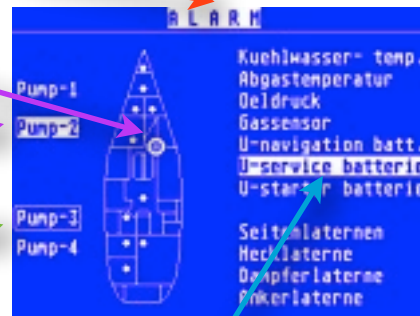 ALARM
Pump-1
Pump-2
Pump-3
Pump-4
Kuehlwasser- temp.
Abgastemperatur
Oeldruck
Gassensor
U-navigation batt.
U-service batterie
U-starter batterie
Seitenlaternen
Hecklaterne
Dampferlaterne
Ankerlaterne